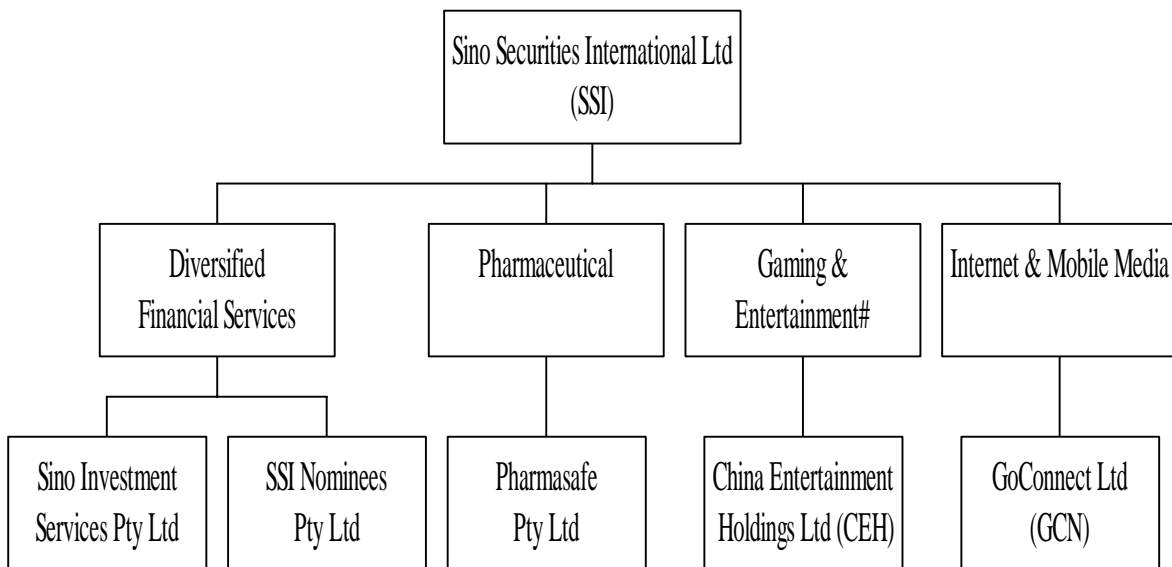 Sino Securities International Ltd
(SSI)
Diversified
Financial Services
Pharmaceutical
Gaming &
Entertainment#
Internet & Mobile Media
Sino Investment
Services Pty Ltd
SSI Nominees
Pty Ltd
Pharmasafe
Pty Ltd
China Entertainment
Holdings Ltd (CEH)
GoConnect Ltd
(GCN)